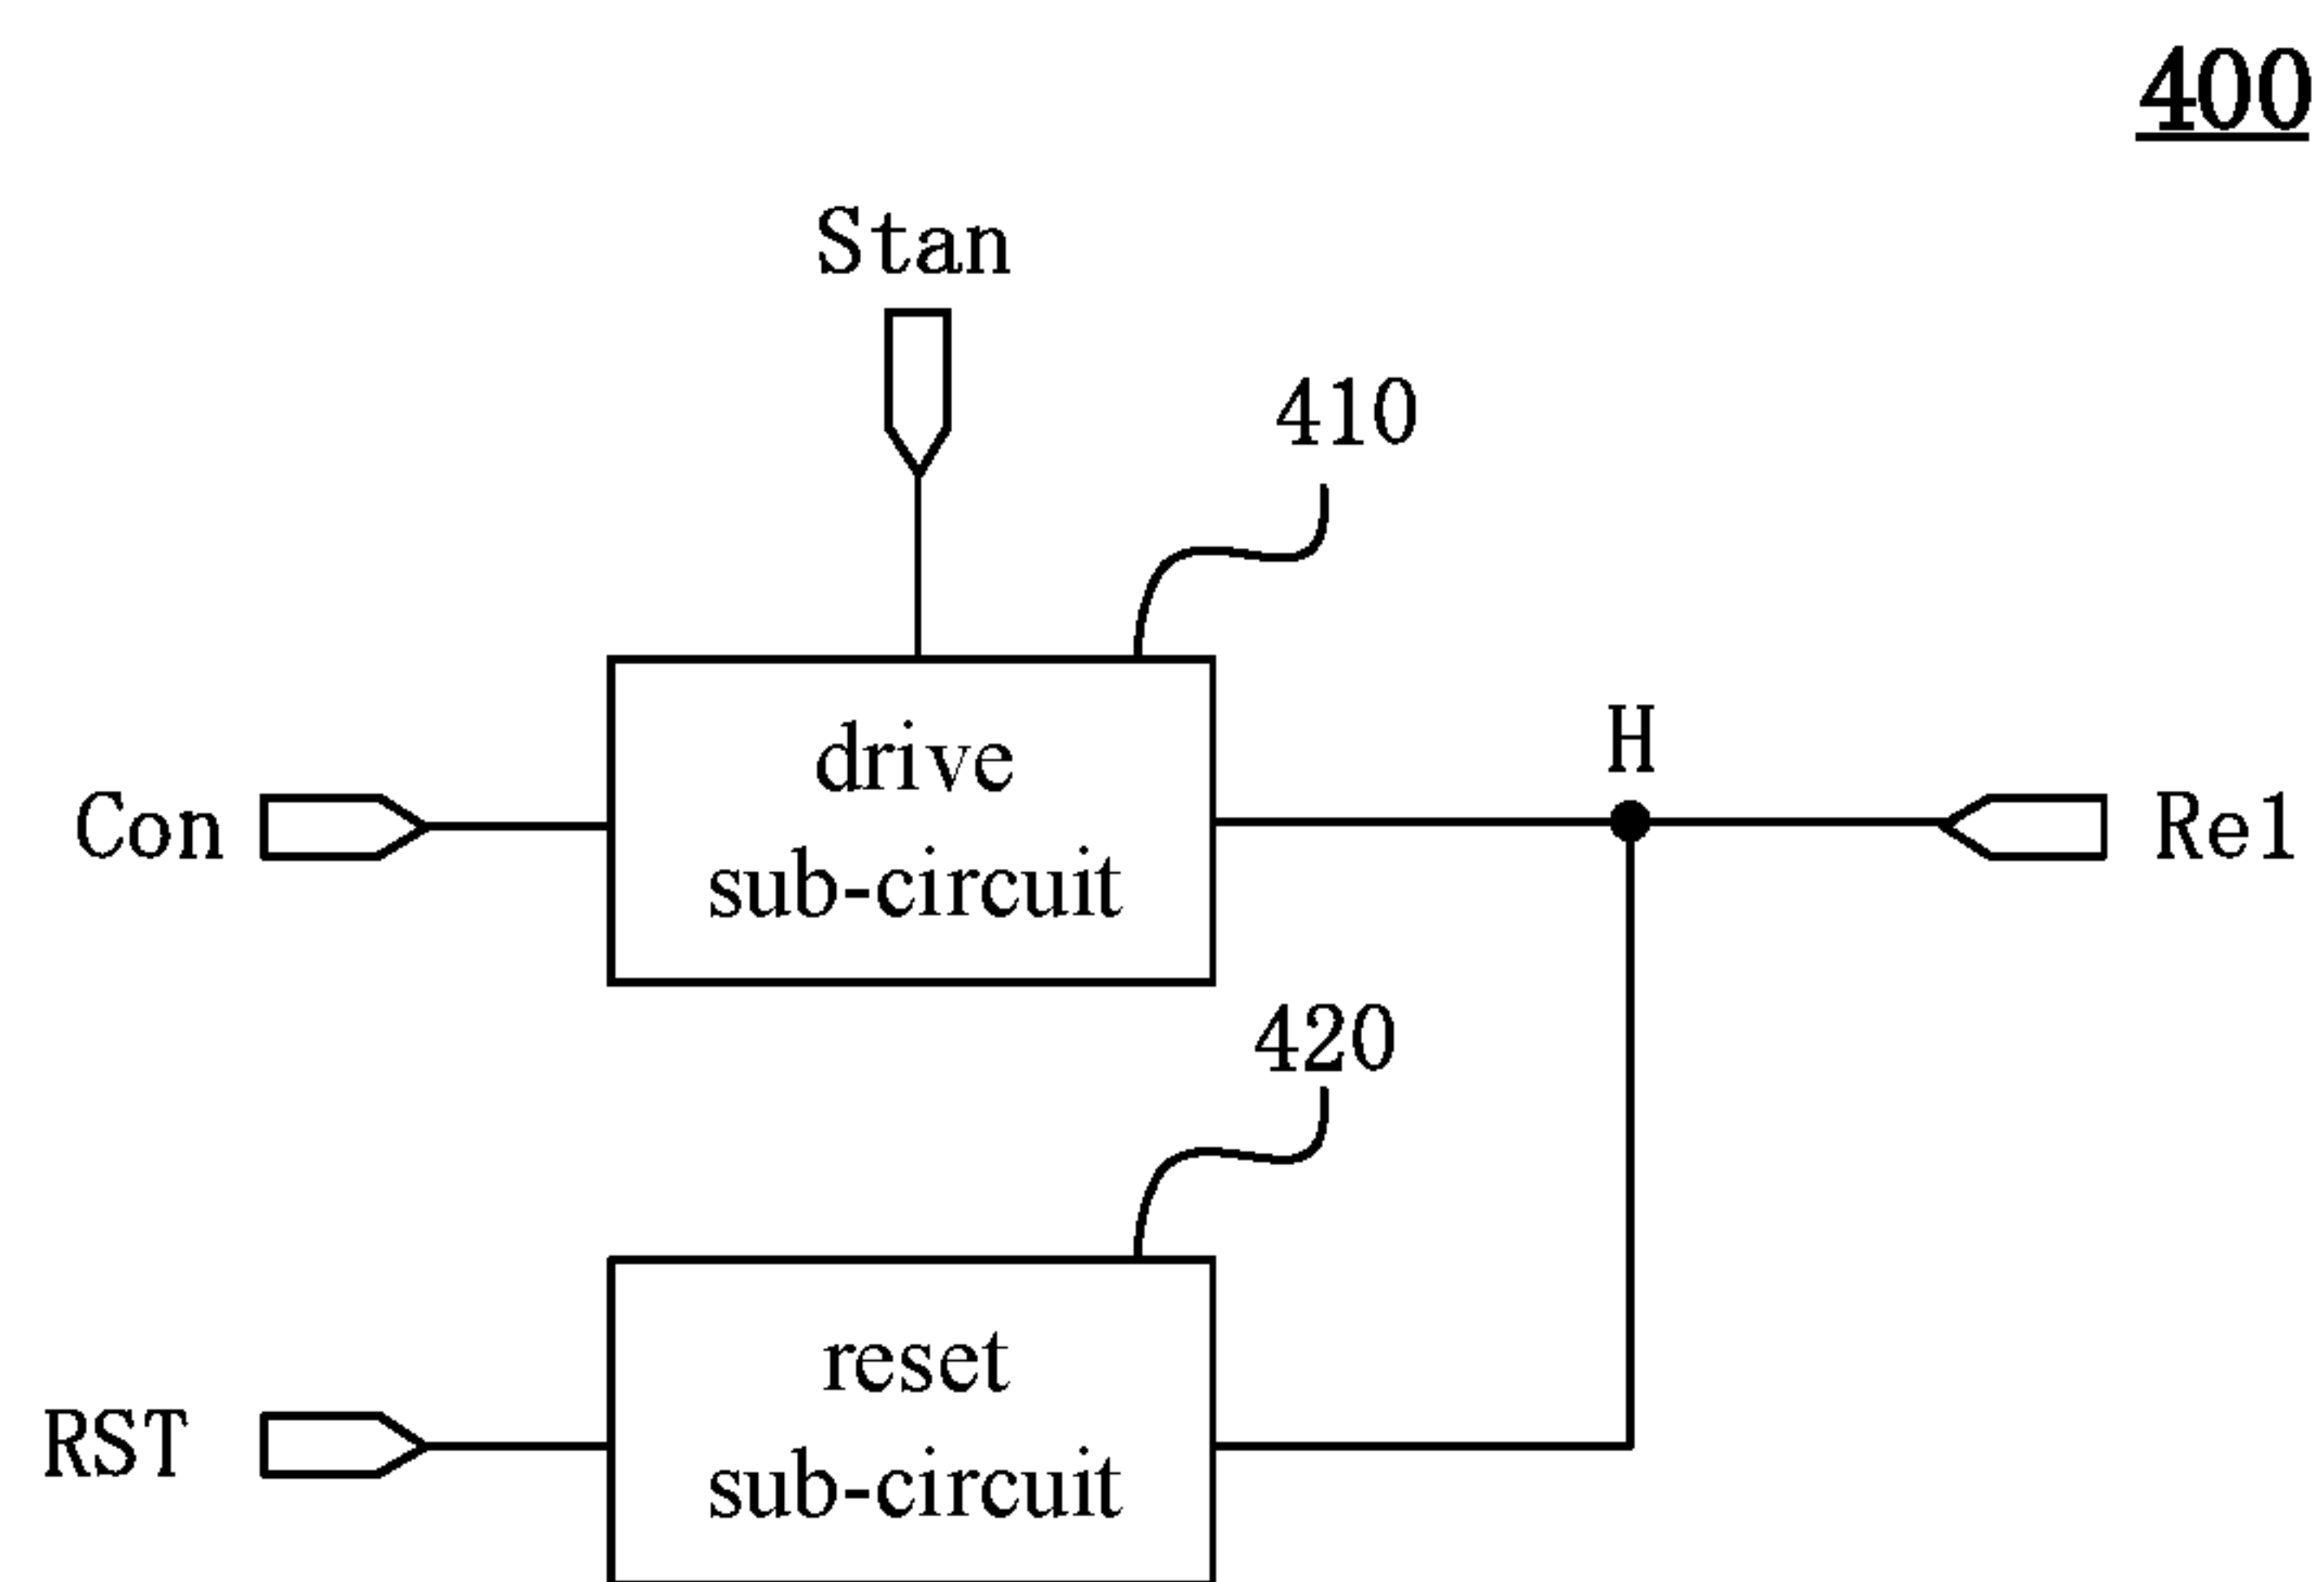 400
Stan
410
drive
sub-circuit
H
Con
Re1
420
reset
sub-circuit
RST